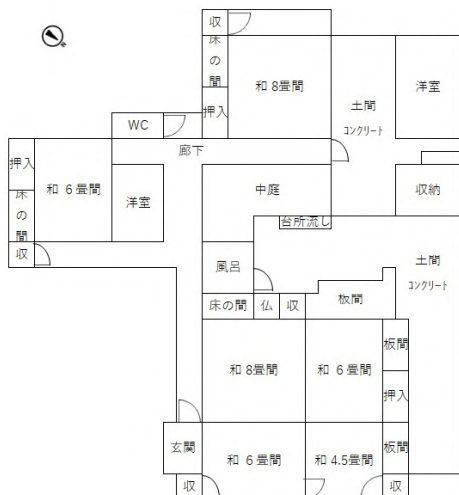 収
床の間
和 8畳間
土間
コンクリート
洋室
押入
WC
廊下
押入
和 6畳間
床の間
収
洋室
中庭
収納
台所流し
風呂
土間
コンクリート
床の間
仏
収
板間
和 8畳間
和 6畳間
板間
押入
玄関
和 6畳間
和 4.5畳間
板間
収
収